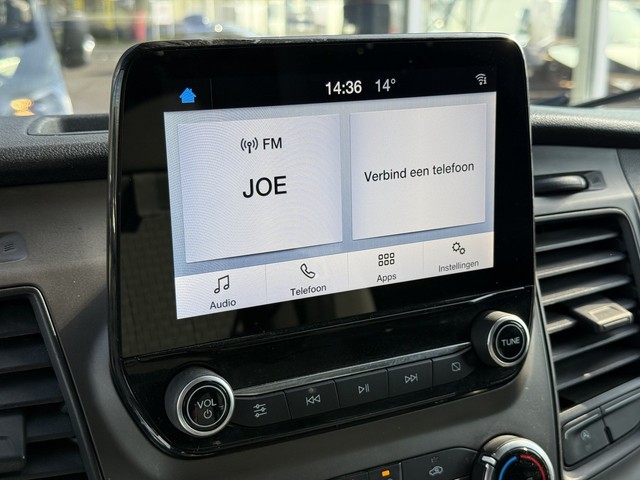 14:36 14°
FM
JOE
Verbind een telefoon
Audio
Telefoon
Apps
Instellingen
VOL
TUNE